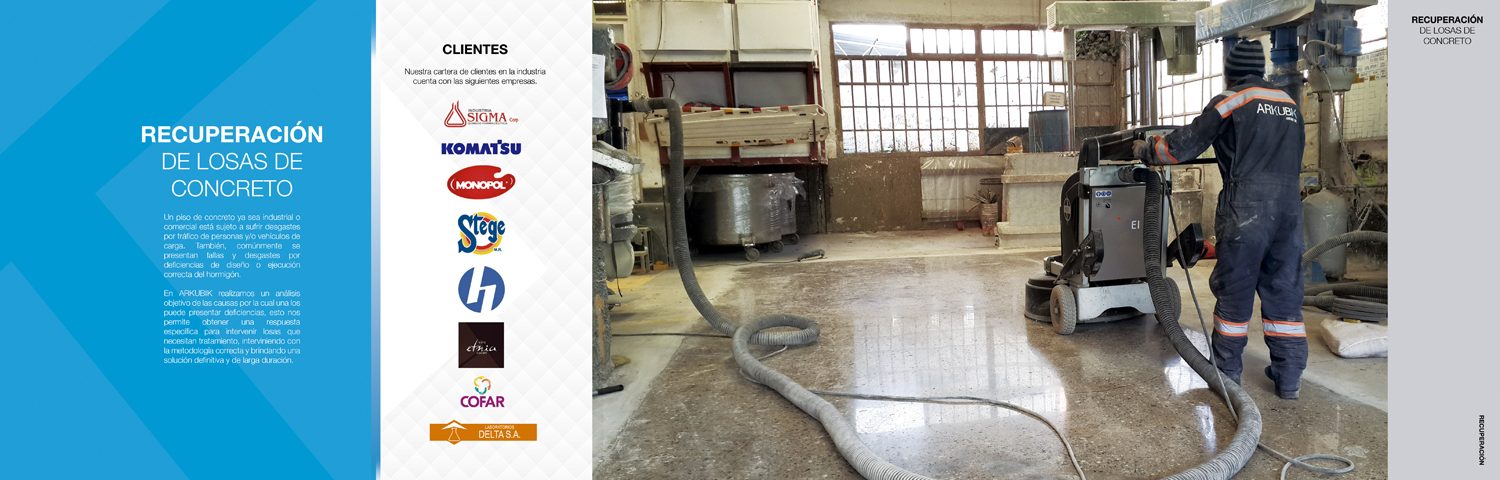 RECUPERACIÓN
DE LOSAS DE
CONCRETO
Un piso de concreto ya sea industrial o
comercial está sujeto a sufrir desgastes
por tráfico de personas y/o vehículos de
carga. También, comúnmente se
presentan fallas y desgastes por
deficiencias de diseño o ejecución
correcta del hormigón.
En ARKUBIK realizamos un análisis
objetivo de las causas por la cual una los
puede presentar deficiencias, esto nos
permite obtener una respuesta
específica para intervenir losas que
necesitan tratamiento, interviniendo con
la metodología correcta y brindando una
solución definitiva y de larga duración.
CLIENTES
Nuestra cartera de clientes en la industria
cuenta con las siguientes empresas.
INDUSTRIA
SIGMA Corp
KOMATSU
MONOPOL
Stège
h
etnia
COFAR
LABORATORIOS
DELTA S.A.
ARKUBIK
RECUPERACIÓN
DE LOSAS DE
CONCRETO
RECUPERACIÓN